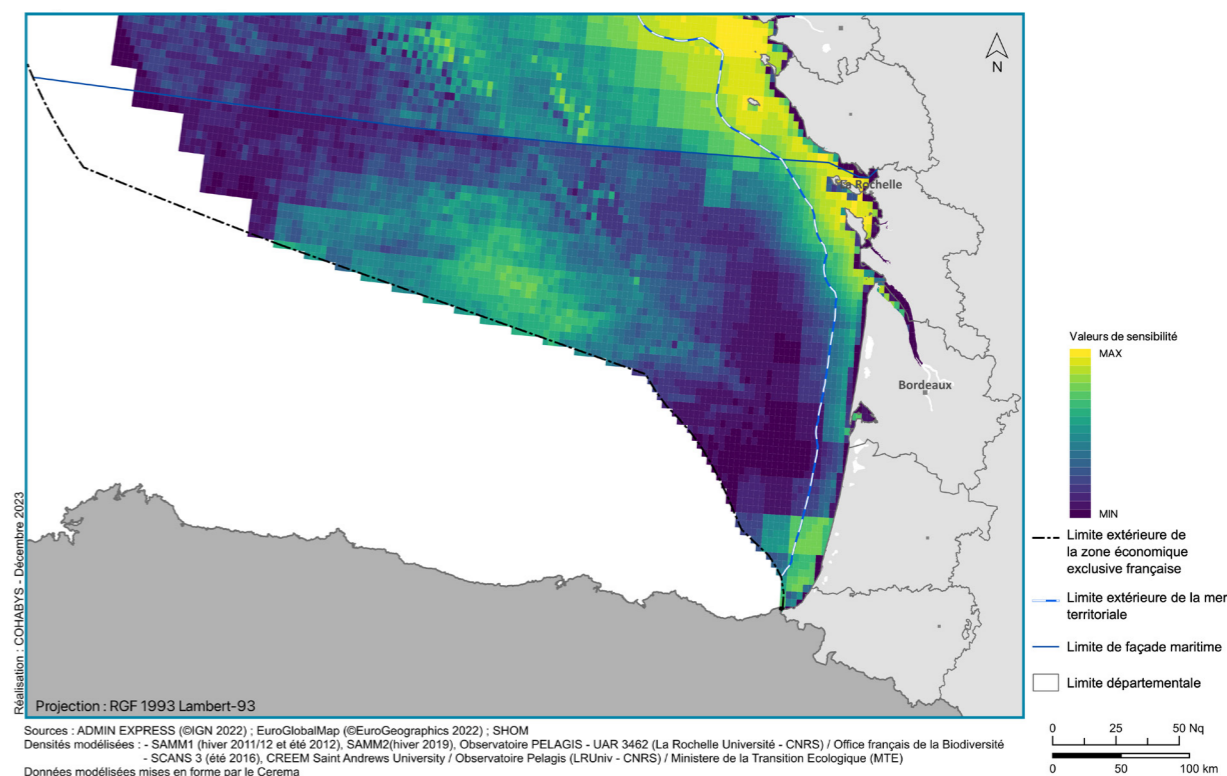 N
La Rochelle
Bordeaux
Réalisation : COHABYS - Décembre 2023
Projection : RGF 1993 Lambert-93
Valeurs de sensibilité
MAX
MIN
Limite extérieure de
la zone économique
exclusive française
Limite extérieure de la mer
territoriale
Limite de façade maritime
Limite départementale
0 25 50 Nq
0 50 100 km
Sources : ADMIN EXPRESS (©IGN 2022) ; EuroGlobalMap (©EuroGeographics 2022) ; SHOM
Densités modélisées : - SAMM1 (hiver 2011/12 et été 2012), SAMM2(hiver 2019), Observatoire PELAGIS - UAR 3462 (La Rochelle Université - CNRS) / Office français de la Biodiversité
- SCANS 3 (été 2016), CREEM Saint Andrews University / Observatoire Pelagis (LRUniv - CNRS) / Ministere de la Transition Ecologique (MTE)
Données modélisées mises en forme par le Cerema